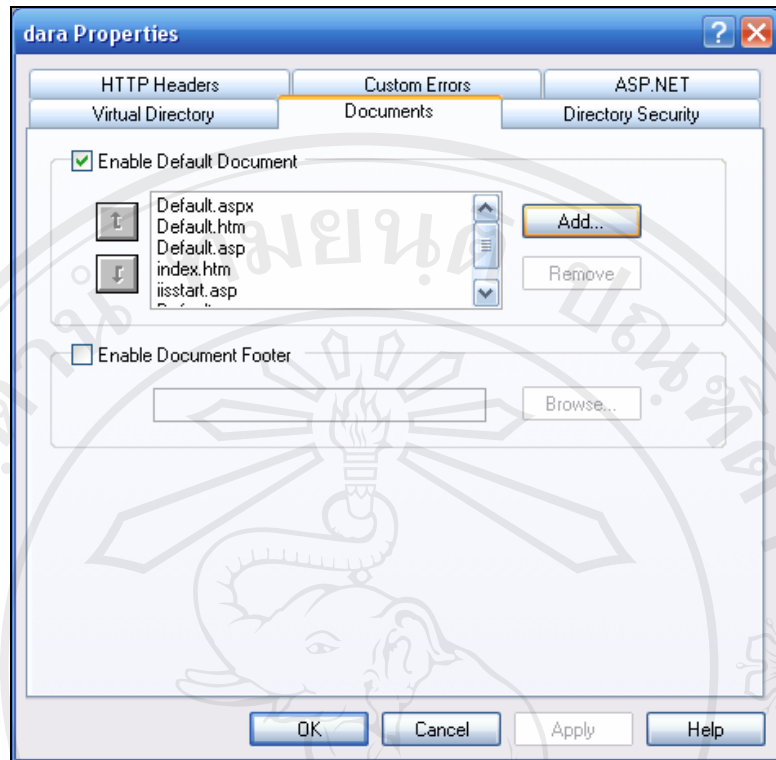 dara Properties
HTTP Headers Custom Errors ASP.NET
Virtual Directory Documents Directory Security
Enable Default Document
Default.aspx
Default.htm
Default.asp
index.htm
iisstart.asp
Add...
Remove
Enable Document Footer
Browse...
OK Cancel Apply Help